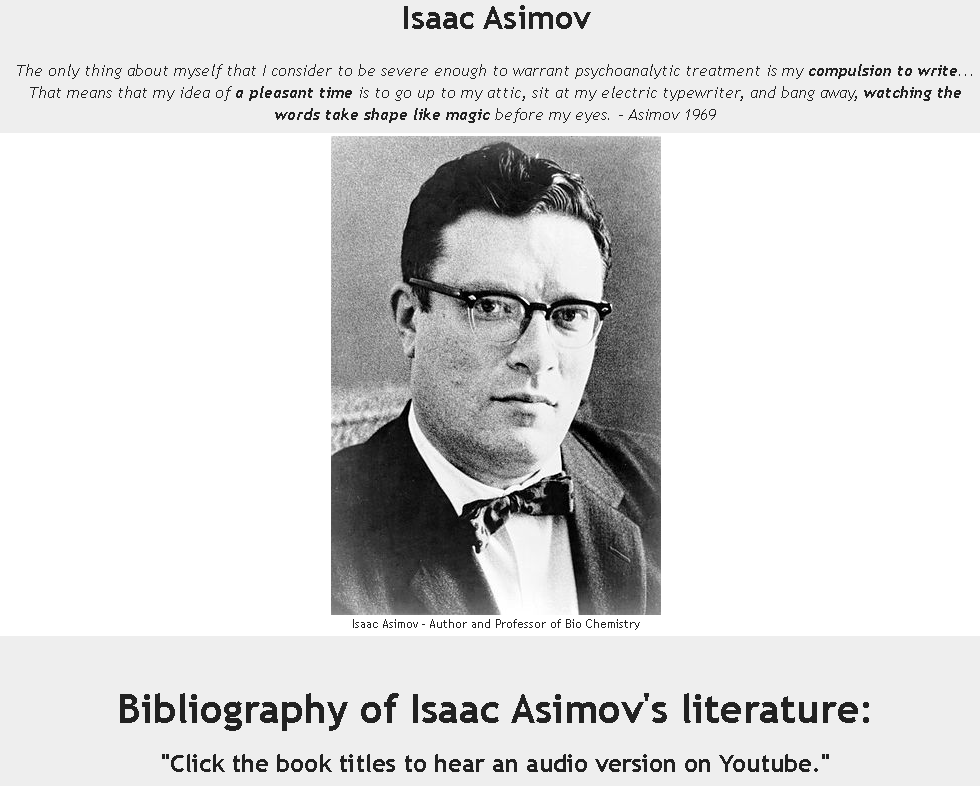 Isaac Asimov
The only thing about myself that I consider to be severe enough to warrant psychoanalytic treatment is my compulsion to write...
That means that my idea of a pleasant time is to go up to my attic, sit at my electric typewriter, and bang away, watching the
words take shape like magic before my eyes. - Asimov 1969
Isaac Asimov - Author and Professor of Bio Chemistry
Bibliography of Isaac Asimov's literature:
"Click the book titles to hear an audio version on Youtube."